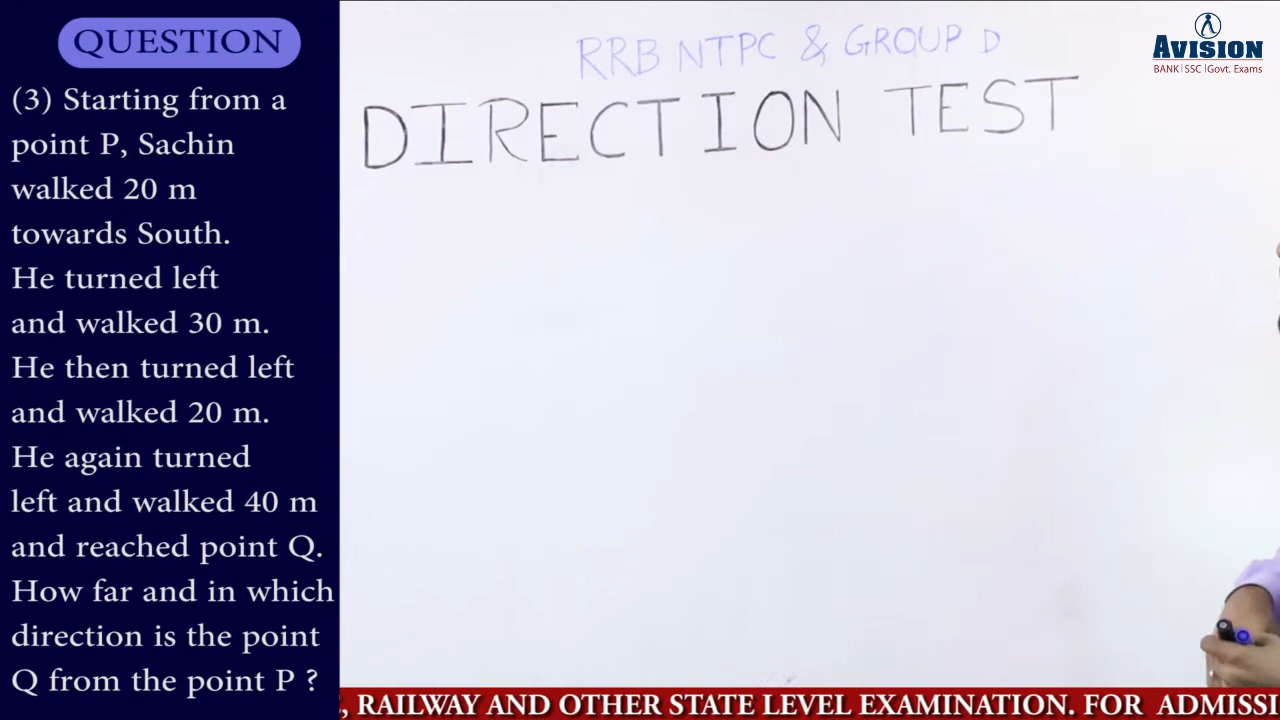 QUESTION
(3) Starting from a
point P, Sachin
walked 20 m
towards South.
He turned left
and walked 30 m.
He then turned left
and walked 20 m.
He again turned
left and walked 40 m
and reached point Q.
How far and in which
direction is the point
Q from the point P ?
RRB NTPC & GROUP D
DIRECTION TEST
AVISION
BANK|SSC|Govt. Exams
, RAILWAY AND OTHER STATE LEVEL EXAMINATION. FOR ADMISSI